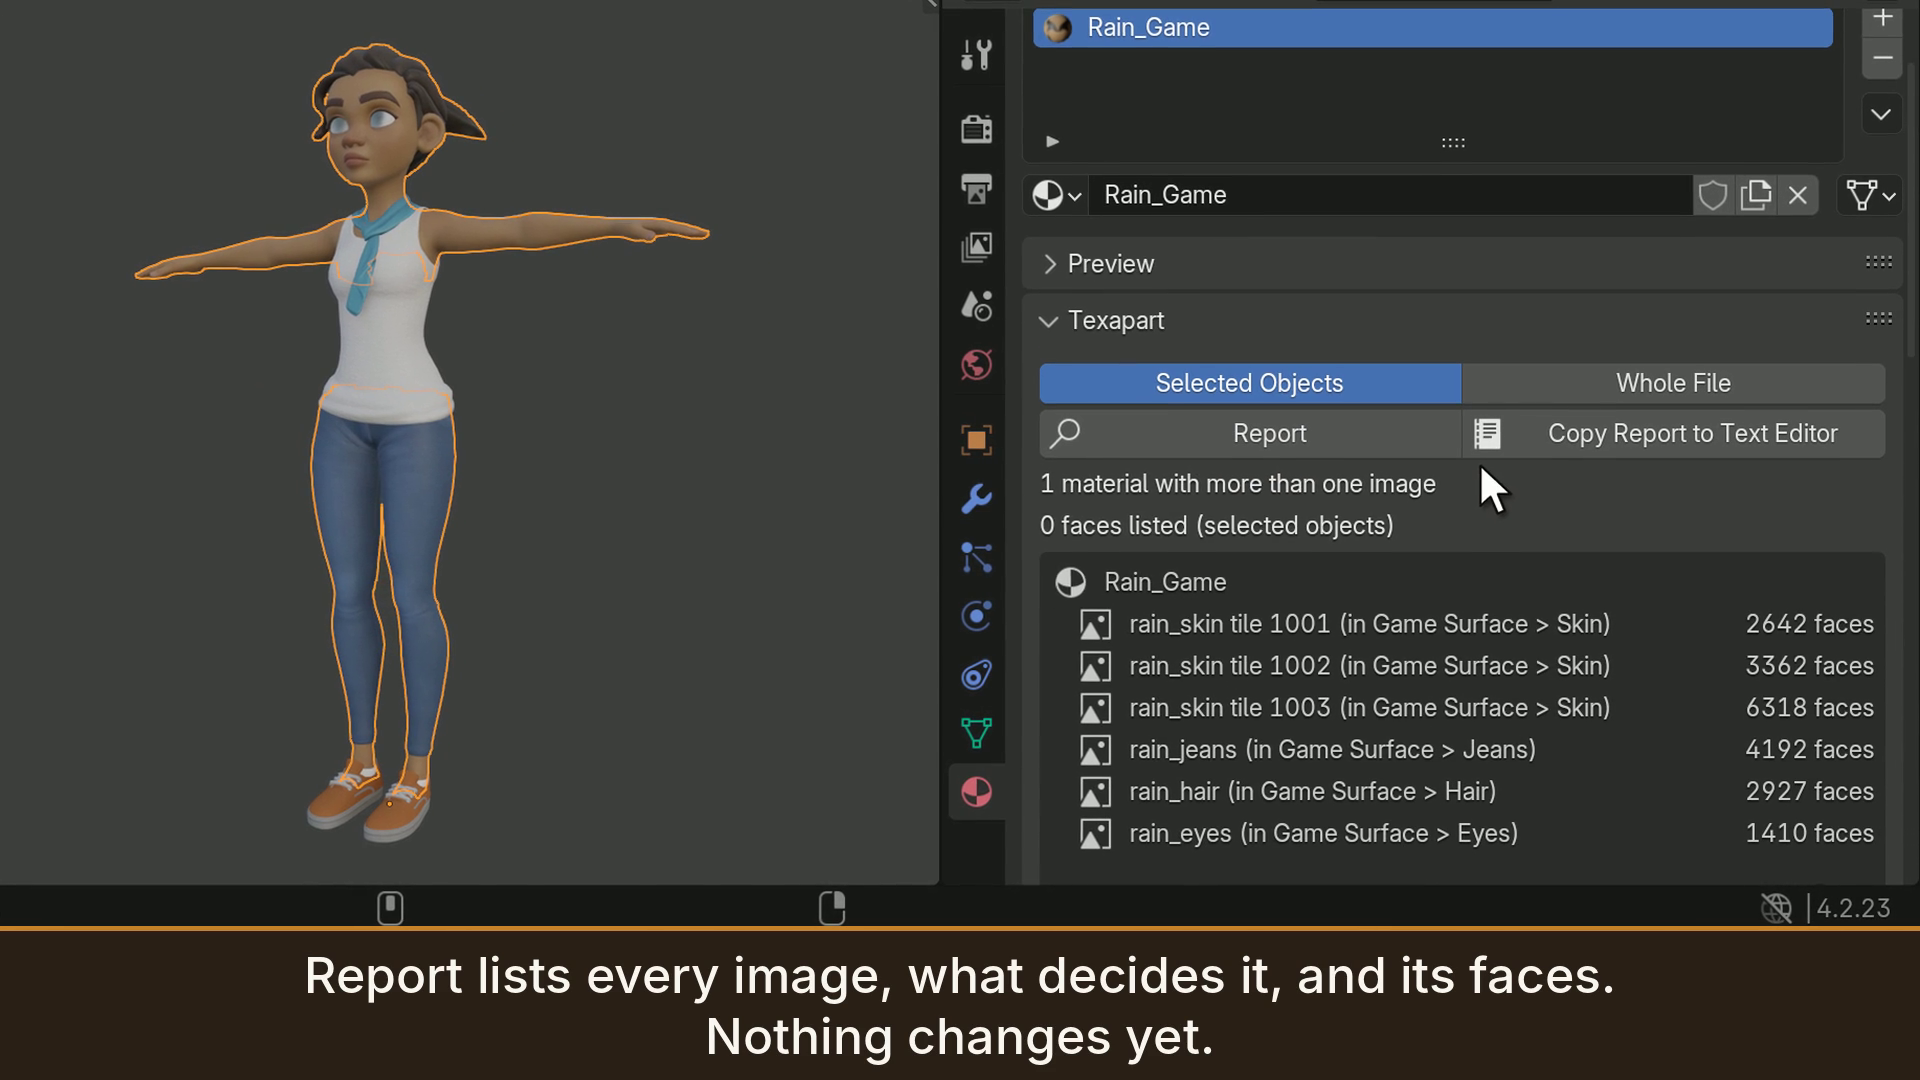 Rain_Game
Rain_Game
Preview
Texapart
Selected Objects
Whole File
Report
Copy Report to Text Editor
1 material with more than one image
0 faces listed (selected objects)
Rain_Game
rain_skin tile 1001 (in Game Surface > Skin) 2642 faces
rain_skin tile 1002 (in Game Surface > Skin) 3362 faces
rain_skin tile 1003 (in Game Surface > Skin) 6318 faces
rain_jeans (in Game Surface > Jeans) 4192 faces
rain_hair (in Game Surface > Hair) 2927 faces
rain_eyes (in Game Surface > Eyes) 1410 faces
4.2.23
Report lists every image, what decides it, and its faces.
Nothing changes yet.